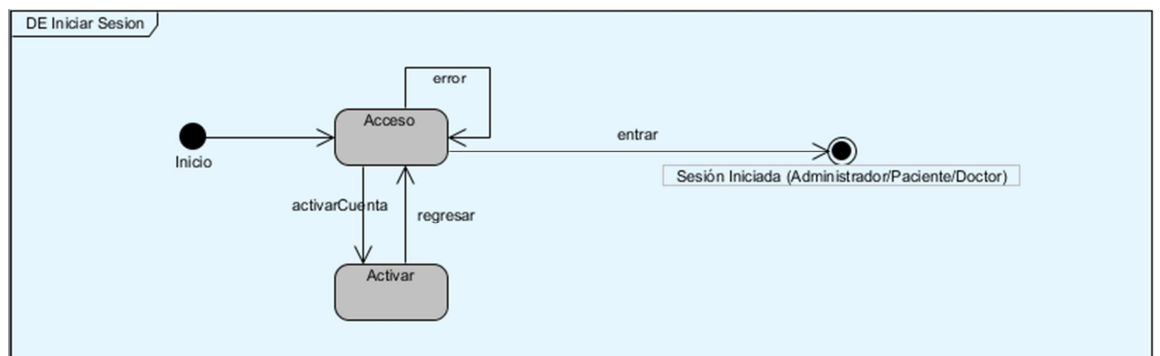 DE Iniciar Sesion
error
Acceso
entrar
Inicio
Sesión Iniciada (Administrador/Paciente/Doctor)
activarCuenta
regresar
Activar